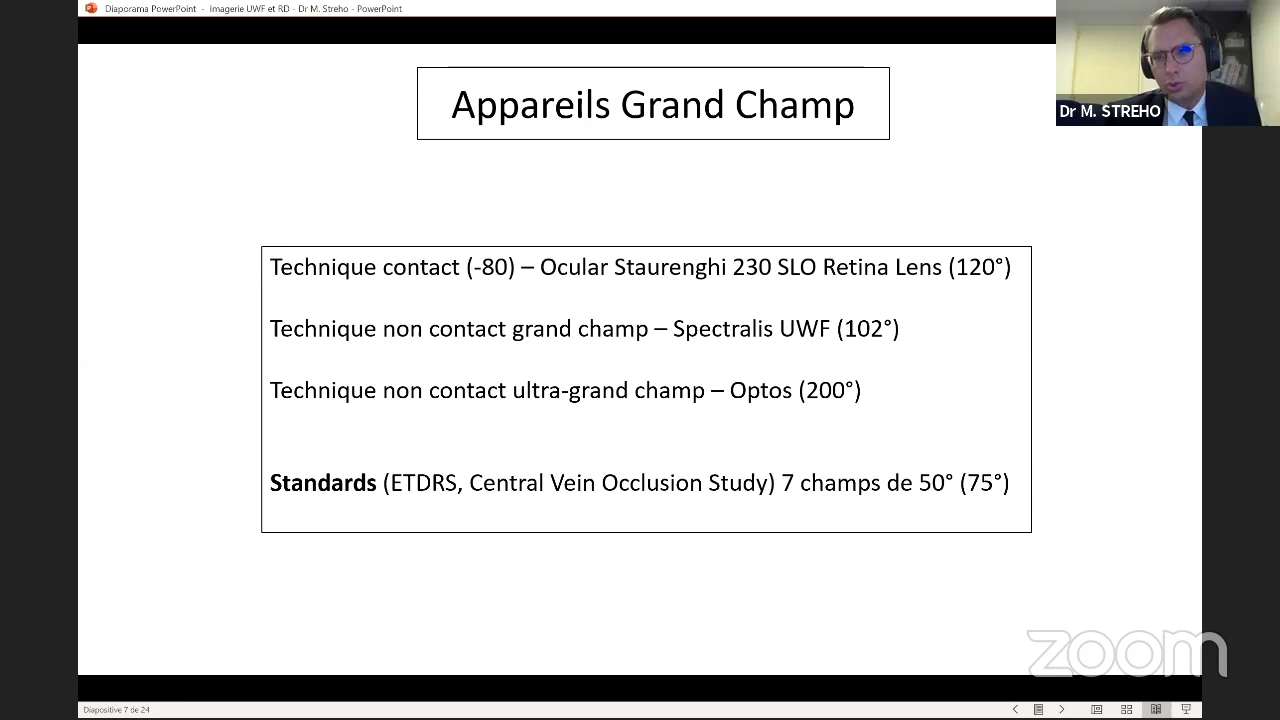 Diaporama PowerPoint - Imagerie UWF et RD - Dr M. Streho - PowerPoint
Dr M. STREHO
Appareils Grand Champ
Technique contact (-80) – Ocular Staurenghi 230 SLO Retina Lens (120°)
Technique non contact grand champ – Spectralis UWF (102°)
Technique non contact ultra-grand champ – Optos (200°)
Standards (ETDRS, Central Vein Occlusion Study) 7 champs de 50° (75°)
zoom
Diapositive 7 de 24